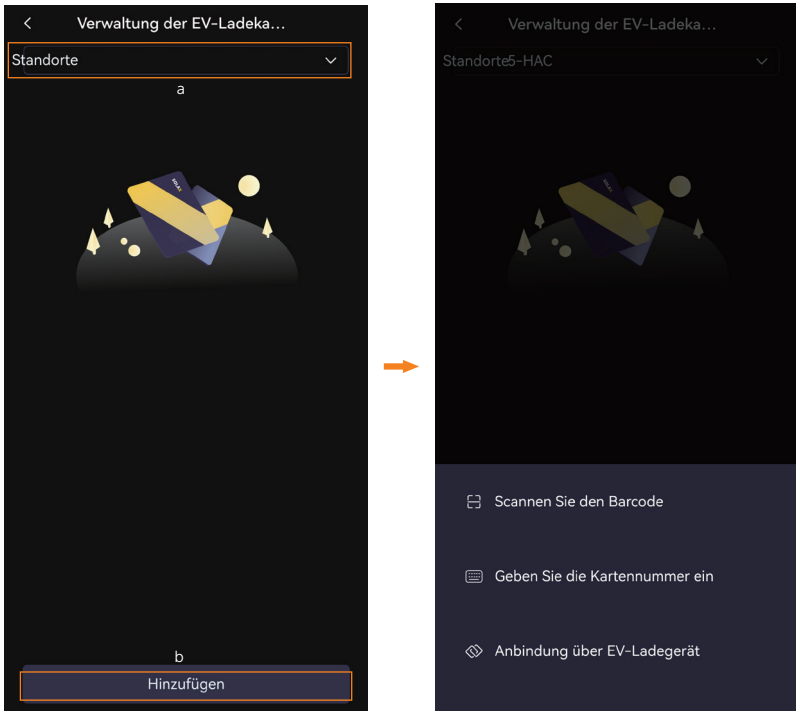 Verwaltung der EV-Ladeka...
Standorte
a
b
Hinzufügen
Verwaltung der EV-Ladeka...
Standorte5-HAC
Scannen Sie den Barcode
Geben Sie die Kartennummer ein
Anbindung über EV-Ladegerät